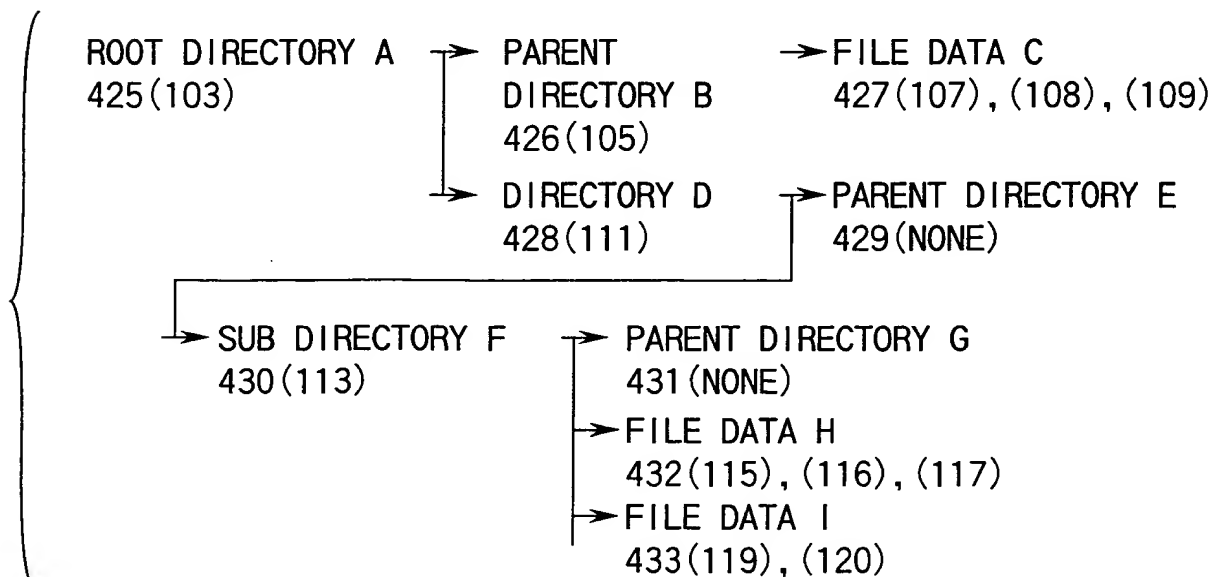 ROOT DIRECTORY A
425(103)
PARENT
DIRECTORY B
426(105)
FILE DATA C
427(107), (108), (109)
DIRECTORY D
428(111)
PARENT DIRECTORY E
429(NONE)
SUB DIRECTORY F
430(113)
PARENT DIRECTORY G
431(NONE)
FILE DATA H
432(115), (116), (117)
FILE DATA I
433(119), (120)